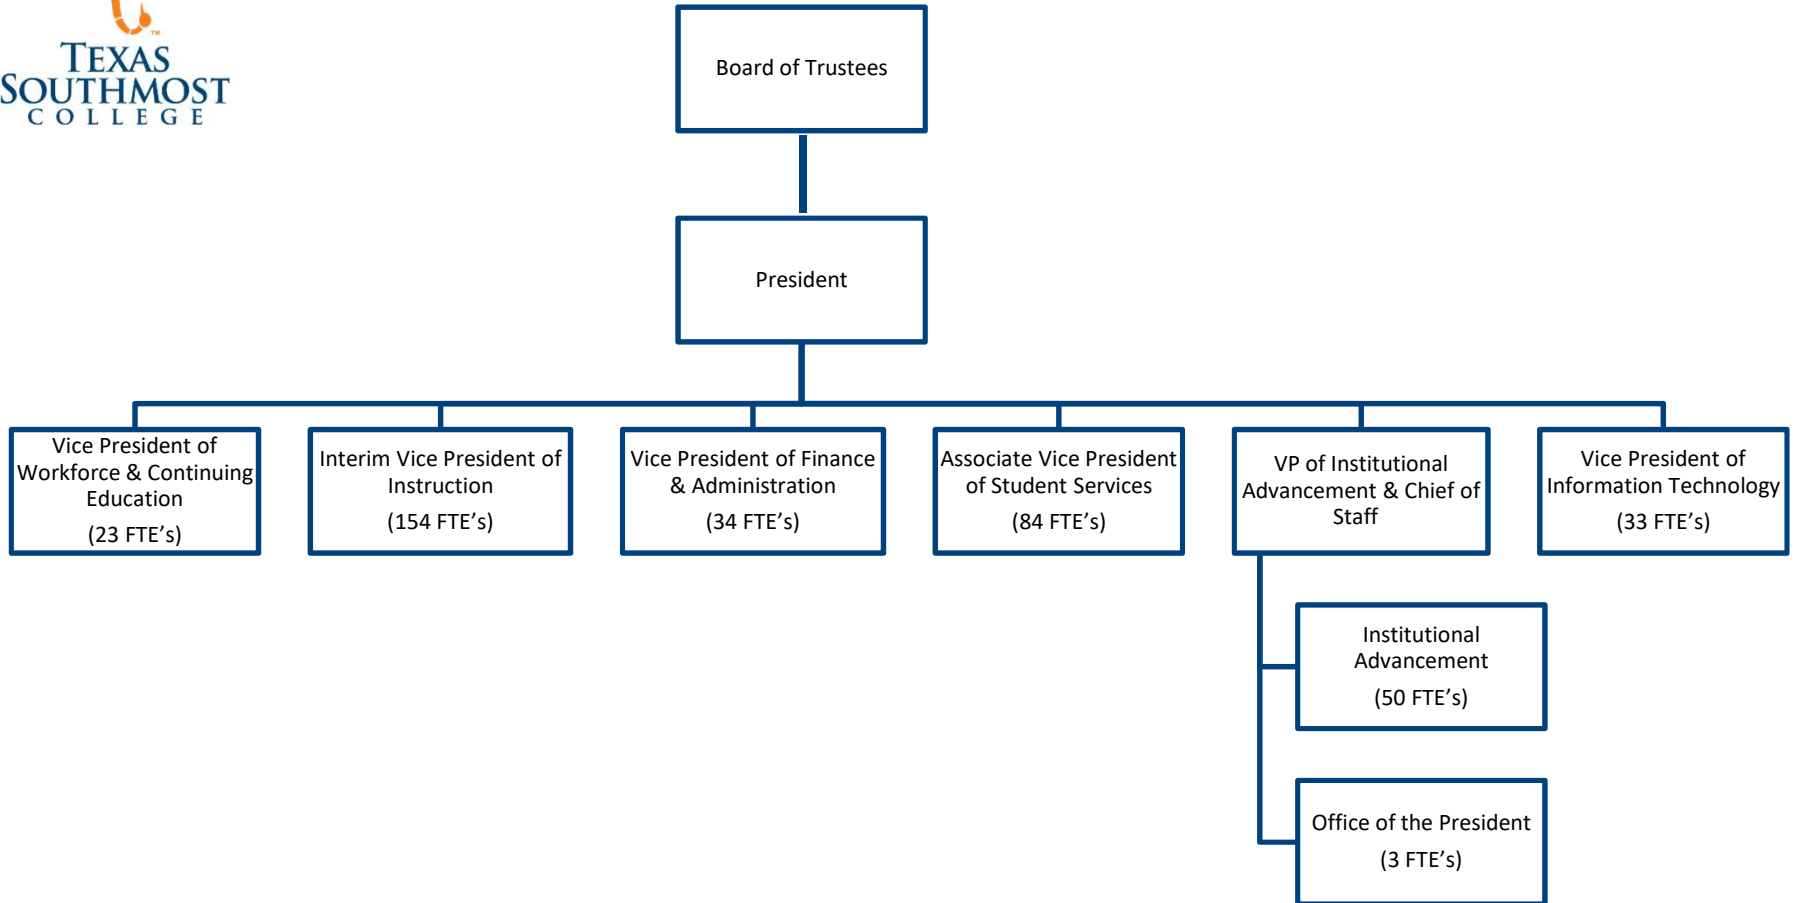 TEXAS
SOUTHMOST
COLLEGE
Board of Trustees
President
Vice President of
Workforce & Continuing
Education
(23 FTE’s)
Interim Vice President of
Instruction
(154 FTE’s)
Vice President of Finance
& Administration
(34 FTE’s)
Associate Vice President
of Student Services
(84 FTE’s)
VP of Institutional
Advancement & Chief of
Staff
Vice President of
Information Technology
(33 FTE’s)
Institutional
Advancement
(50 FTE’s)
Office of the President
(3 FTE’s)